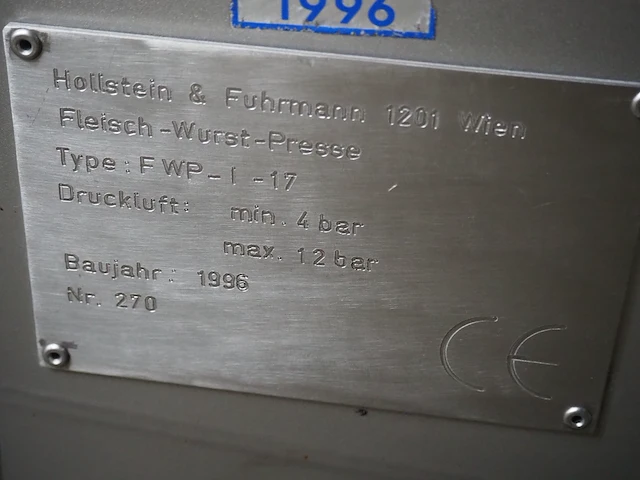 1996
Hollstein & Fuhrmann 1201 Wien
Fleisch-Wurst-Presse
Type: FWP-I-17
Druckluft: min. 4 bar
max. 12 bar
Baujahr: 1996
Nr. 270
CE